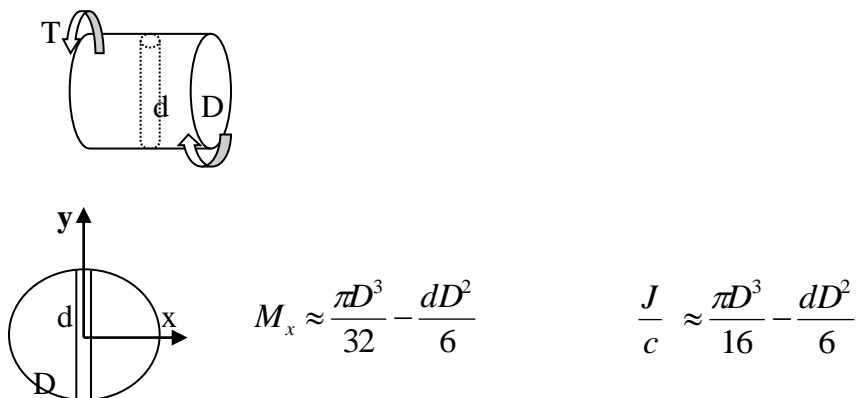 T
d D
y
d x
D
M_x ≈ πD³/32 − dD²/6
J/c ≈ πD³/16 − dD²/6